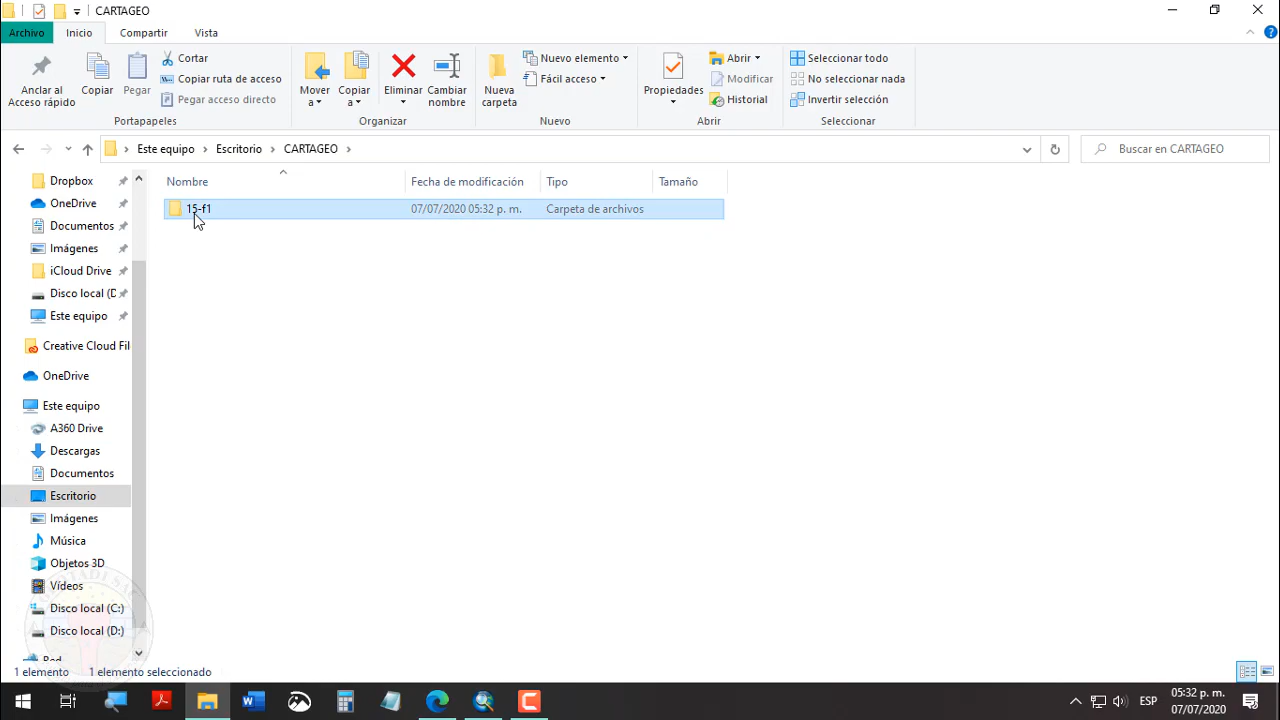 CARTAGEO
Archivo Inicio Compartir Vista
Cortar
Copiar ruta de acceso
Pegar acceso directo
Anclar al
Acceso rápido
Copiar
Pegar
Portapapeles
Mover
a
Copiar
a
Eliminar
Cambiar
nombre
Organizar
Nueva
carpeta
Nuevo elemento
Fácil acceso
Nuevo
Propiedades
Abrir
Modificar
Historial
Abrir
Seleccionar todo
No seleccionar nada
Invertir selección
Seleccionar
Este equipo > Escritorio > CARTAGEO >
Buscar en CARTAGEO
Nombre Fecha de modificación Tipo Tamaño
15-f1 07/07/2020 05:32 p. m. Carpeta de archivos
Dropbox
OneDrive
Documentos
Imágenes
iCloud Drive
Disco local (D
Este equipo
Creative Cloud Fil
OneDrive
Este equipo
A360 Drive
Descargas
Documentos
Escritorio
Imágenes
Música
Objetos 3D
Vídeos
Disco local (C:)
Disco local (D:)
Red
1 elemento 1 elemento seleccionado
ESP
05:32 p. m.
07/07/2020